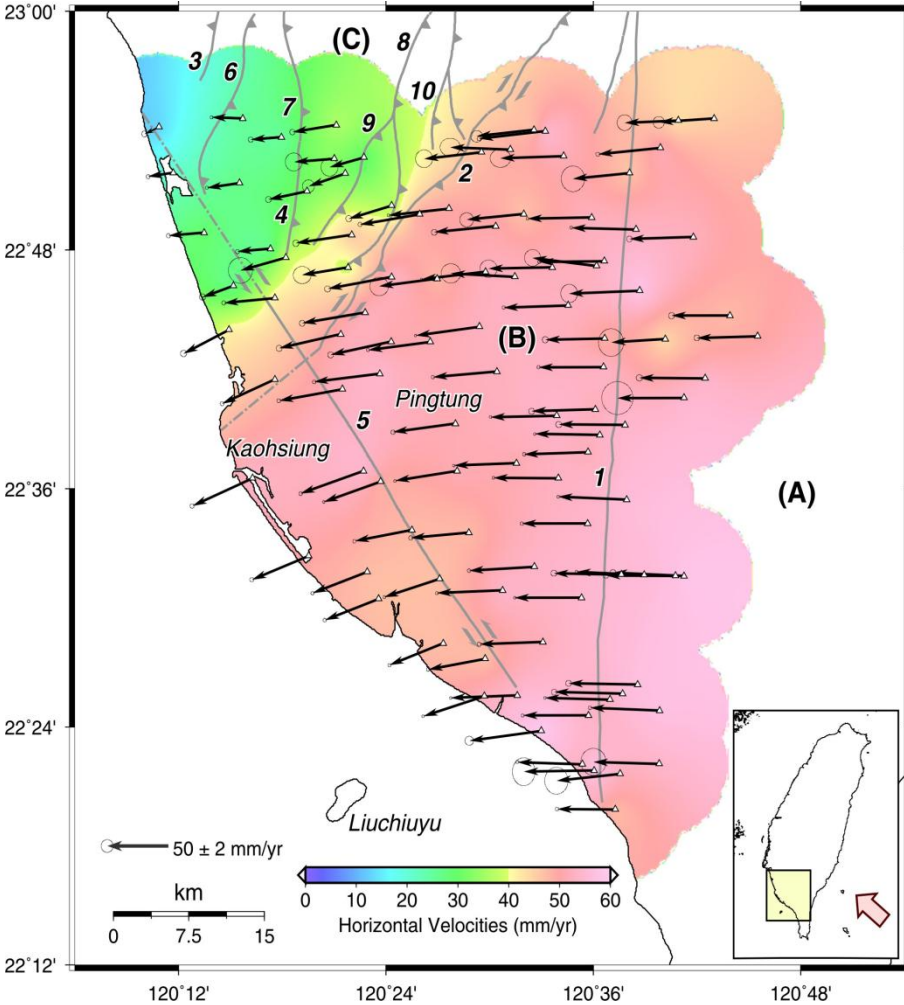 23°00'
(C)
8
3
6
10
7
9
2
4
22°48'
(B)
Pingtung
5
Kaohsiung
22°36'
1
(A)
22°24'
Liuchiuyu
50 ± 2 mm/yr
km
0 7.5 15
0 10 20 30 40 50 60
Horizontal Velocities (mm/yr)
22°12'
120°12' 120°24' 120°36' 120°48'